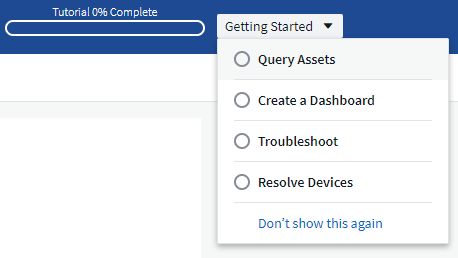 Tutorial 0% Complete
Getting Started
Query Assets
Create a Dashboard
Troubleshoot
Resolve Devices
Don't show this again